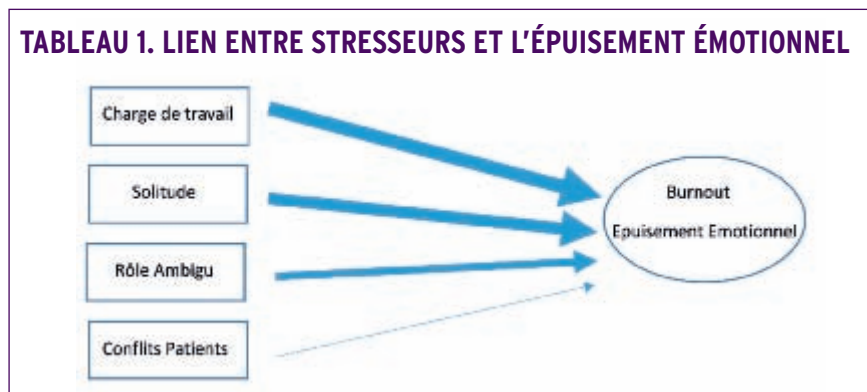 TABLEAU 1. LIEN ENTRE STRESSEURS ET L'ÉPUISEMENT ÉMOTIONNEL
Charge de travail
Solitude
Rôle Ambigu
Conflits Patients
Burnout
Epuisement Emotionnel